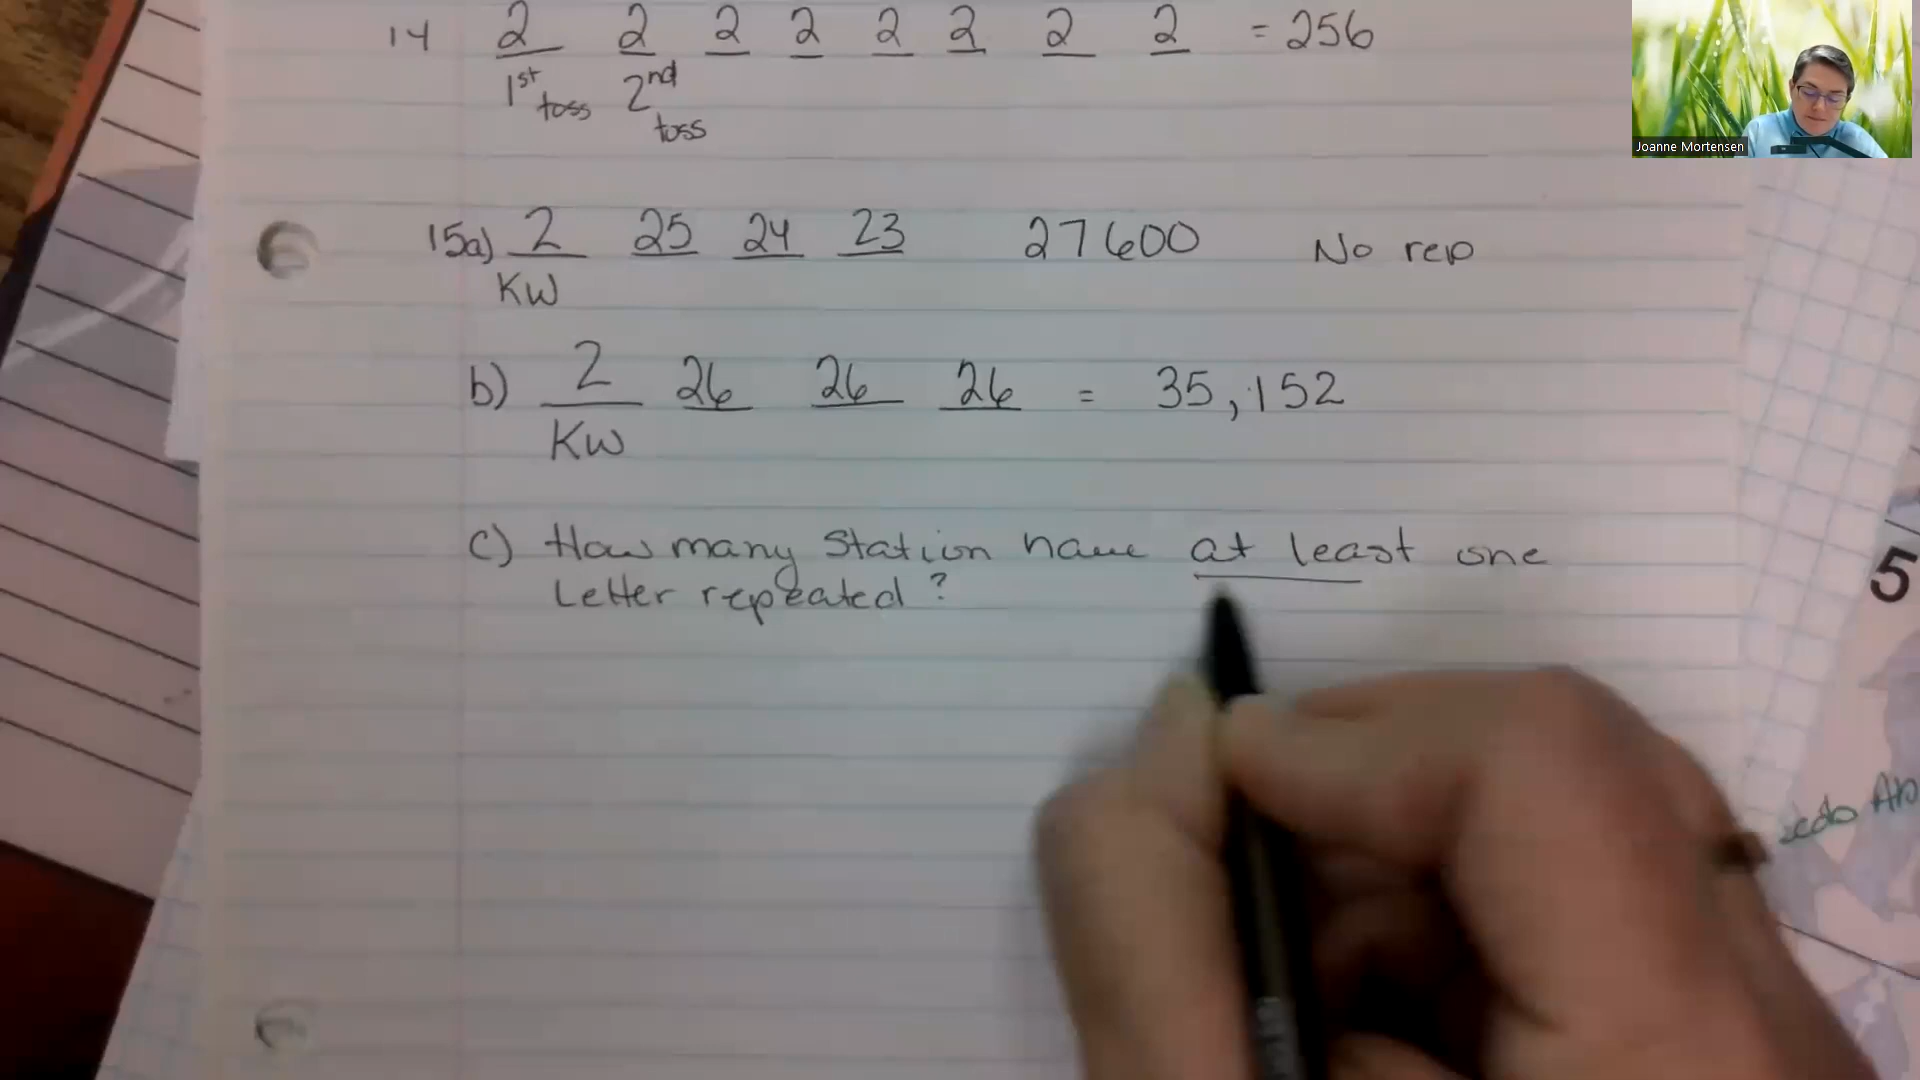 14 2 2 2 2 2 2 2 2 = 256
1st toss 2nd toss
Joanne Mortensen
15a) 2 25 24 23 27600 No rep
KW
b) 2 26 26 26 = 35,152
KW
c) How many Station have at least one
Letter repeated?
5